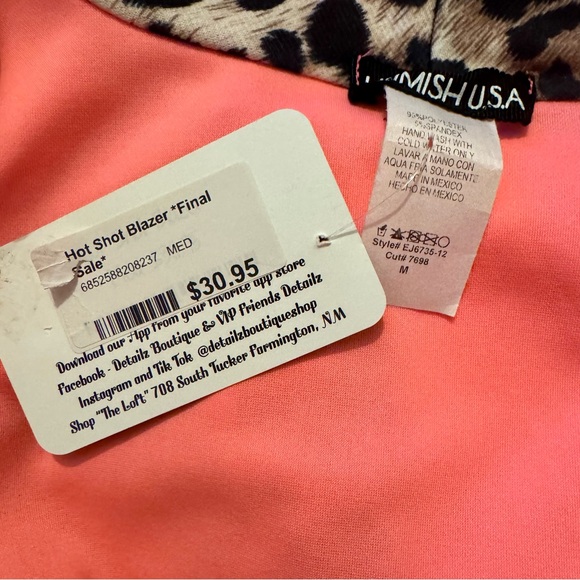 Hot Shot Blazer *Final
Sale*
6852588208237 MED
$30.95
Download our App from your favorite app store
Facebook - Detailz Boutique & VIP Friends Detailz
Instagram and Tik Tok @detailzboutiqueshop
Shop "The Loft" 708 South Tucker Farmington, NM
MISH U.S.A
95%POLYESTER
5%SPANDEX
HAND WASH WITH
COLD WATER ONLY
LAVAR A MANO CON
AGUA FRIA SOLAMENTE
MADE IN MEXICO
HECHO EN MEXICO
Style# EJ6735-12
Cut# 7698
M